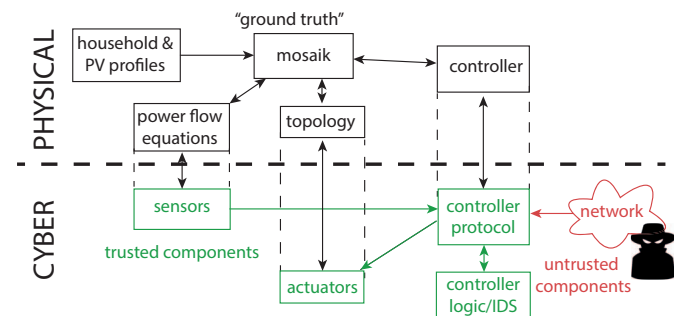 “ground truth”
household &
PV profiles
mosaik
controller
PHYSICAL
power flow
equations
topology
CYBER
sensors
controller
protocol
network
trusted components
untrusted
components
actuators
controller
logic/IDS